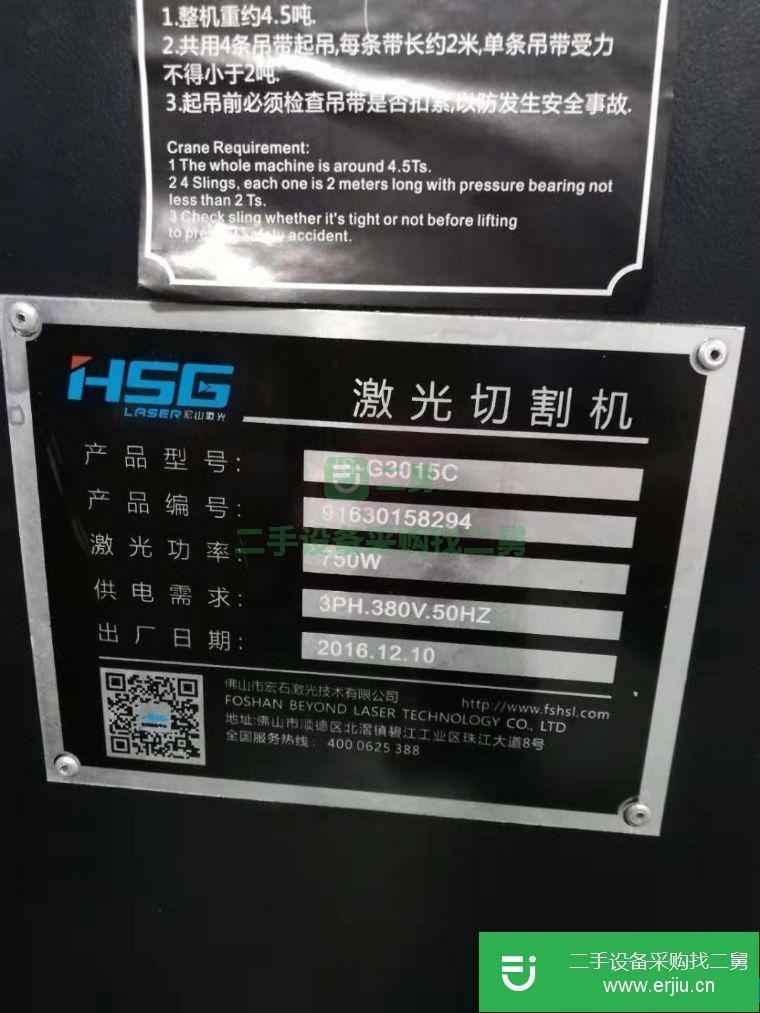 1.整机重约4.5吨.
2.共用4条吊带起吊,每条带长约2米,单条吊带受力
不得小于2吨.
3.起吊前必须检查吊带是否扣紧,以防发生安全事故.
Crane Requirement:
1 The whole machine is around 4.5Ts.
2 4 Slings, each one is 2 meters long with pressure bearing not
less than 2 Ts.
3 Check sling whether it's tight or not before lifting
to safety accident.
HSG
LASER 宏山激光
激光切割机
产品型号: G3015C
产品编号: 91630158294
激光功率: 750W
供电需求: 3PH.380V.50HZ
出厂日期: 2016.12.10
二舅
二手设备采购找二舅
佛山市宏石激光技术有限公司 http://www.fshsl.com
FOSHAN BEYOND LASER TECHNOLOGY CO., LTD
地址:佛山市顺德区北滘镇碧江工业区珠江大道8号
全国服务热线: 400 0625 388
二手设备采购找二舅
www.erjiu.cn